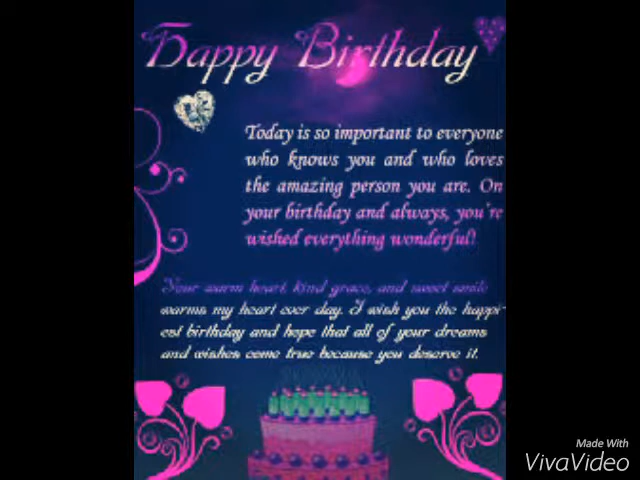 Happy Birthday
Today is so important to everyone
who knows you and who loves
the amazing person you are. On
your birthday and always, you're
wished everything wonderful!
Your warm heart, kind grace, and sweet smile
warms my heart ever day. I wish you the happi-
est birthday and hope that all of your dreams
and wishes come true because you deserve it.
Made With
VivaVideo